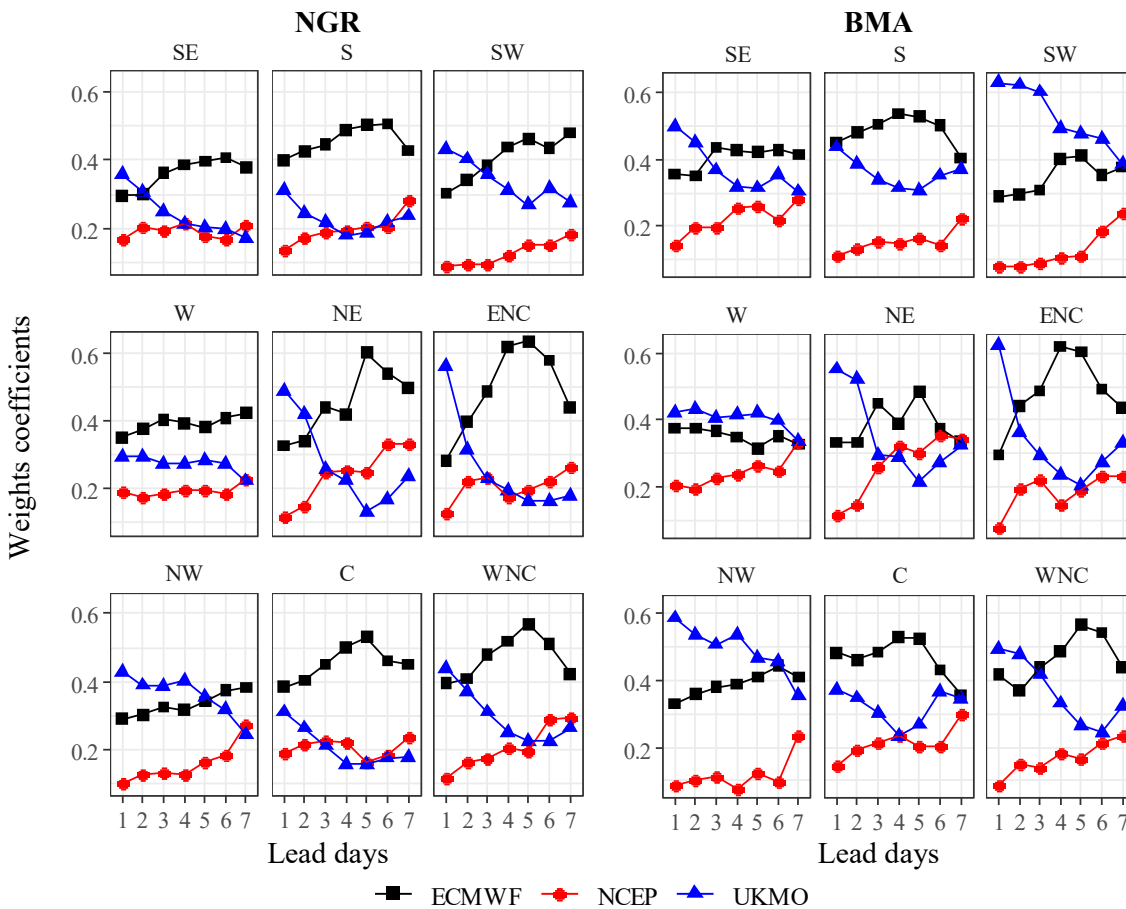 NGR BMA
SE S SW SE S SW
0.6 0.6
0.4 0.4
0.2 0.2
W NE ENC W NE ENC
0.6 0.6
0.4 0.4
0.2 0.2
Weights coefficients
NW C WNC NW C WNC
0.6 0.6
0.4 0.4
0.2 0.2
1 2 3 4 5 6 7 1 2 3 4 5 6 7 1 2 3 4 5 6 7 1 2 3 4 5 6 7 1 2 3 4 5 6 7 1 2 3 4 5 6 7
Lead days Lead days
ECMWF NCEP UKMO